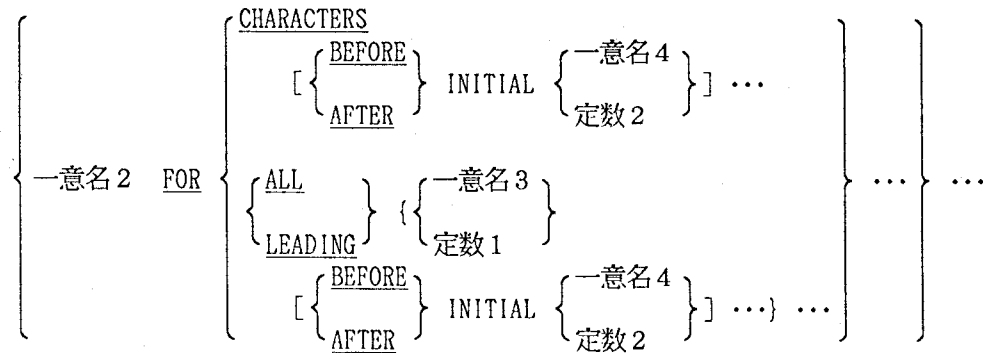 CHARACTERS
BEFORE 一意名4
[ INITIAL ] ...
AFTER 定数2
一意名2 FOR ALL 一意名3 ... ...
{
LEADING 定数1
BEFORE 一意名4
[ INITIAL ] ...} ...
AFTER 定数2